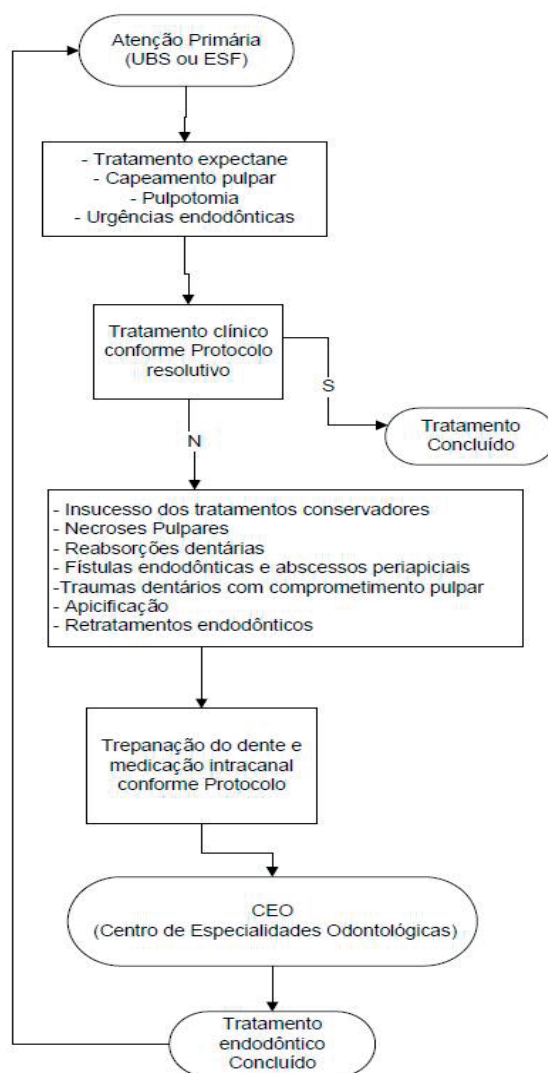 Atenção Primária
(UBS ou ESF)
- Tratamento expectane
- Capeamento pulpar
- Pulpotomia
- Urgências endodônticas
Tratamento clínico
conforme Protocolo
resolutivo
S
N
Tratamento
Concluído
- Insucesso dos tratamentos conservadores
- Necroses Pulpares
- Reabsorções dentárias
- Fístulas endodônticas e abscessos periapiciais
-Traumas dentários com comprometimento pulpar
- Apicificação
- Retratamentos endodônticos
Trepanação do dente e
medicação intracanal
conforme Protocolo
CEO
(Centro de Especialidades Odontológicas)
Tratamento
endodôntico
Concluído